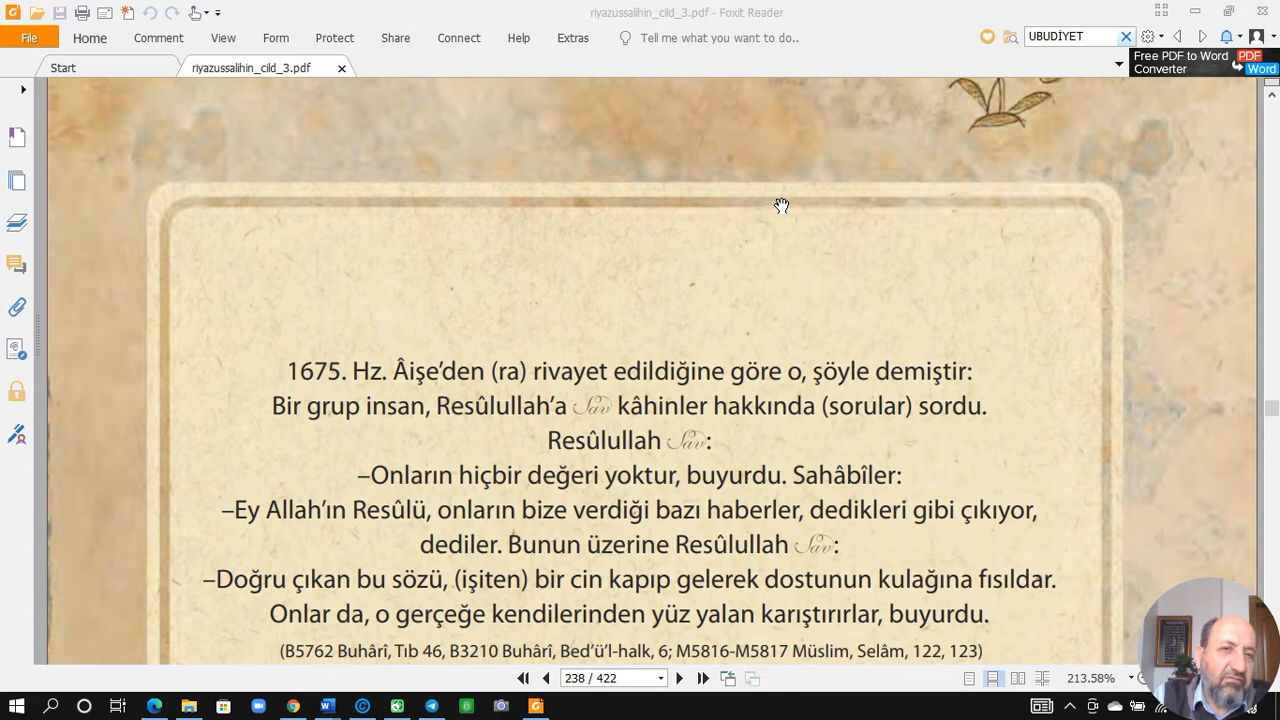 riyazussalihin_cild_3.pdf - Foxit Reader
File Home Comment View Form Protect Share Connect Help Extras Tell me what you want to do.. UBUDİYET
Start riyazussalihin_cild_3.pdf
Free PDF to Word PDF
Converter Word
1675. Hz. Âişe’den (ra) rivayet edildiğine göre o, şöyle demiştir:
Bir grup insan, Resûlullah’a Sav kâhinler hakkında (sorular) sordu.
Resûlullah Sav:
–Onların hiçbir değeri yoktur, buyurdu. Sahâbîler:
–Ey Allah’ın Resûlü, onların bize verdiği bazı haberler, dedikleri gibi çıkıyor,
dediler. Bunun üzerine Resûlullah Sav:
–Doğru çıkan bu sözü, (işiten) bir cin kapıp gelerek dostunun kulağına fısıldar.
Onlar da, o gerçeğe kendilerinden yüz yalan karıştırırlar, buyurdu.
(B5762 Buhârî, Tıb 46, B3210 Buhârî, Bed’ü’l-halk, 6; M5816-M5817 Müslim, Selâm, 122, 123)
238 / 422 213.58%